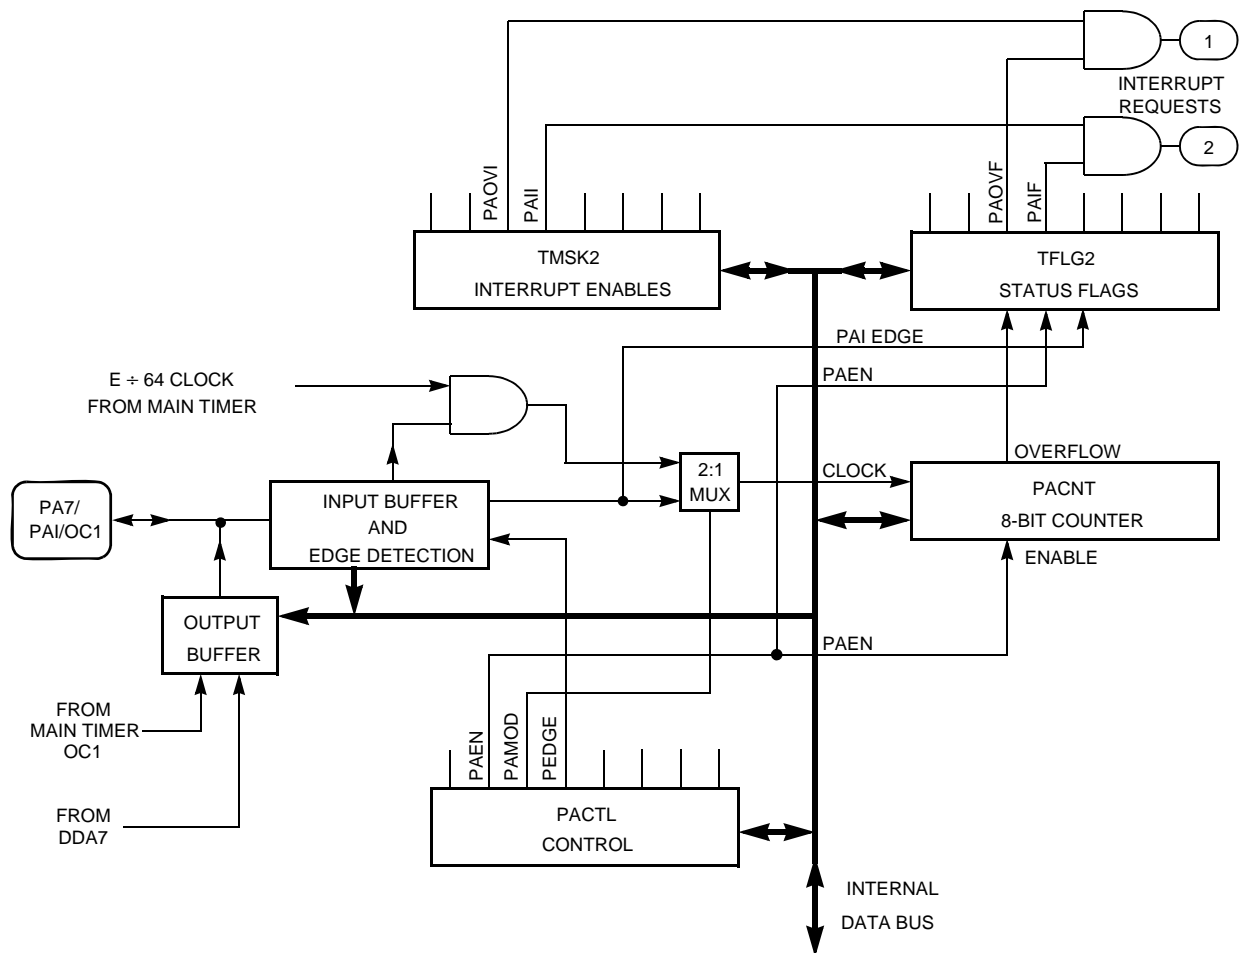 1
INTERRUPT
REQUESTS
2
PAOVI
PAII
PAOVF
PAIF
TMSK2
INTERRUPT ENABLES
TFLG2
STATUS FLAGS
PAI EDGE
PAEN
E ÷ 64 CLOCK
FROM MAIN TIMER
OVERFLOW
2:1
MUX
CLOCK
PACNT
8-BIT COUNTER
ENABLE
PA7/
PAI/OC1
INPUT BUFFER
AND
EDGE DETECTION
OUTPUT
BUFFER
PAEN
FROM
MAIN TIMER
OC1
PAEN
PAMOD
PEDGE
FROM
DDA7
PACTL
CONTROL
INTERNAL
DATA BUS